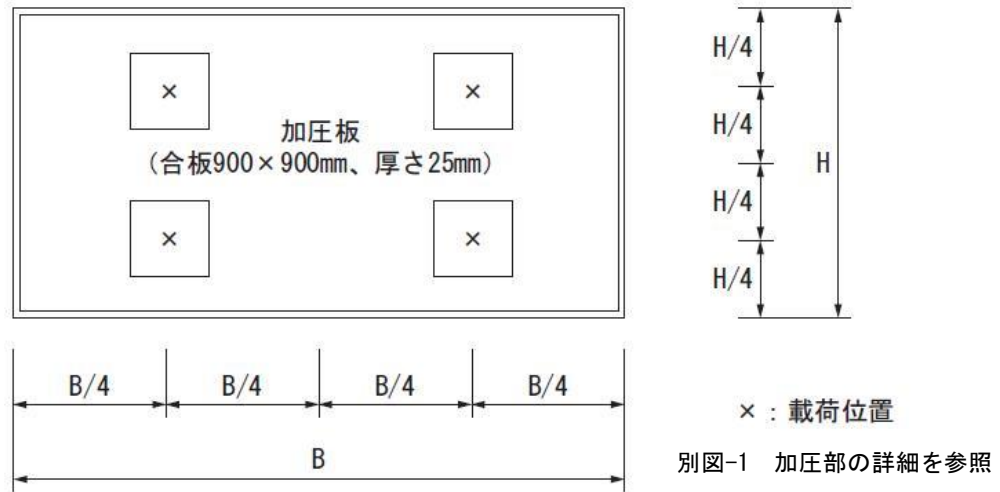 ×
×
加圧板
(合板900×900mm、厚さ25mm)
×
×
H/4
H/4
H/4
H/4
H
B/4
B/4
B/4
B/4
B
×：載荷位置
別図-1　加圧部の詳細を参照